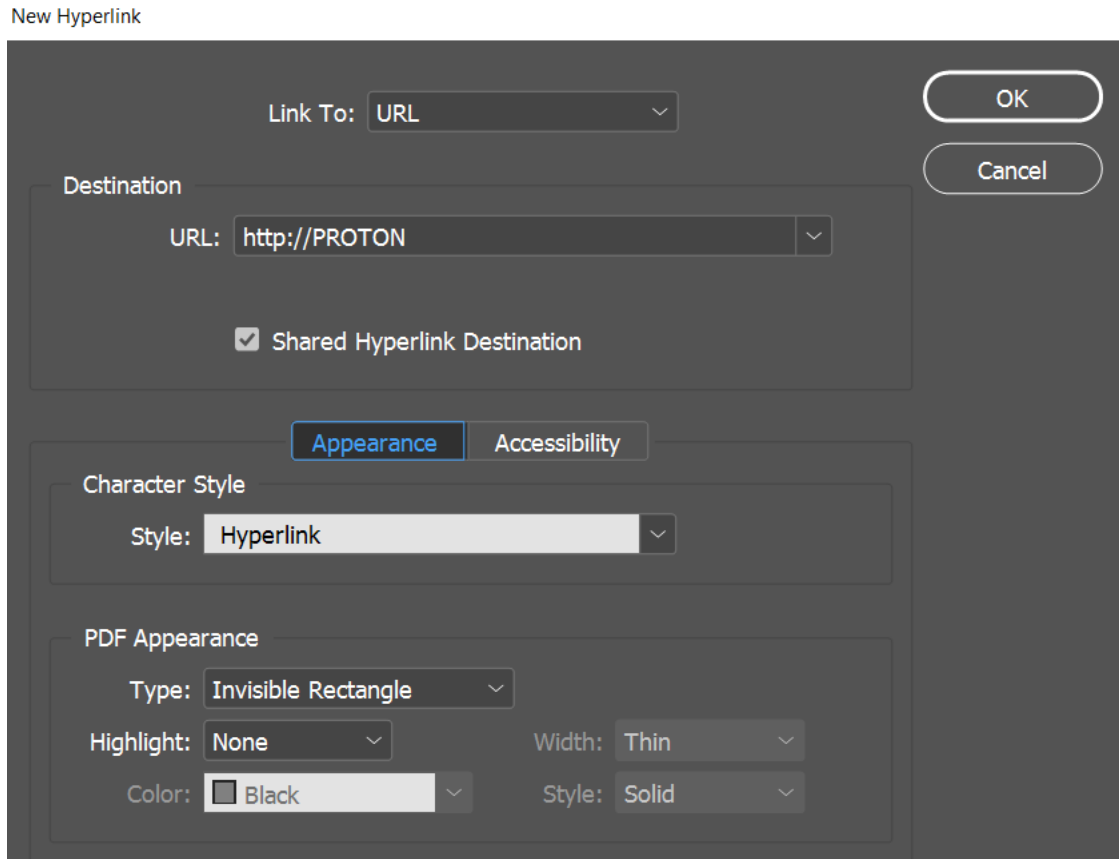 New Hyperlink
Link To: URL
OK
Cancel
Destination
URL: http://PROTON
Shared Hyperlink Destination
Appearance Accessibility
Character Style
Style: Hyperlink
PDF Appearance
Type: Invisible Rectangle
Highlight: None Width: Thin
Color: Black Style: Solid